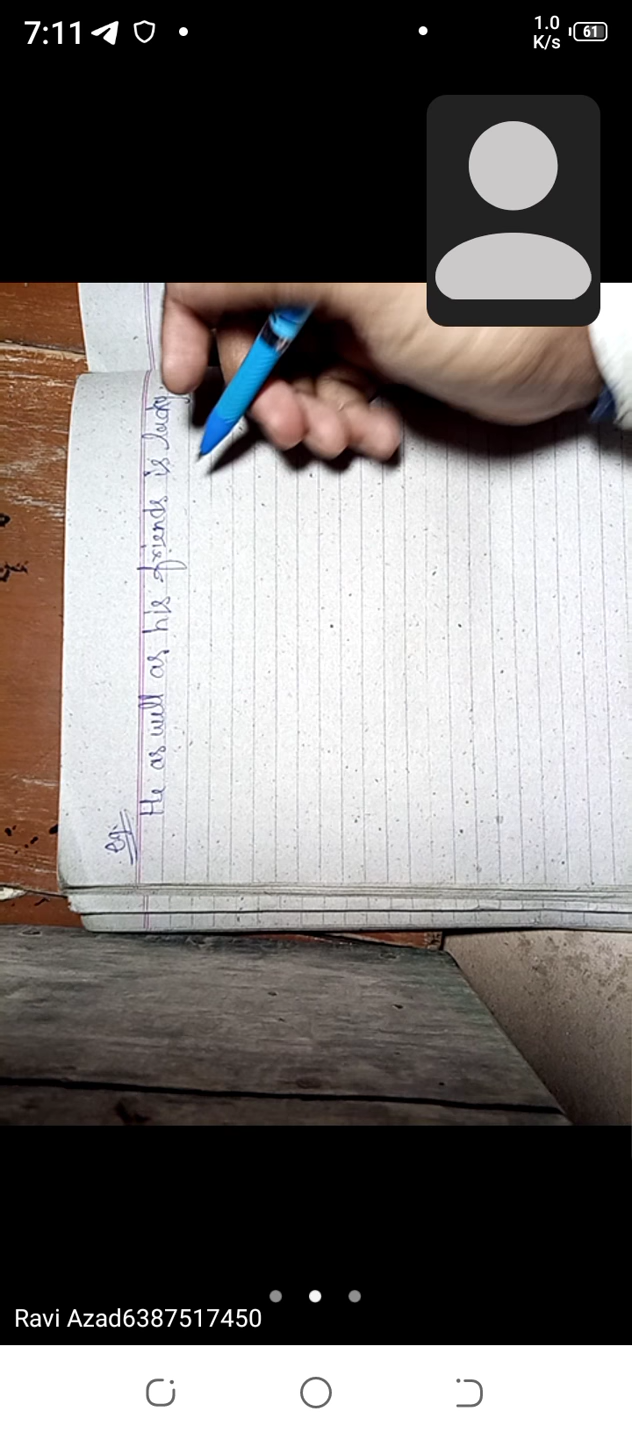 7:11
1.0
K/s
61
eg.
He as well as his friends is lucky.
Ravi Azad6387517450